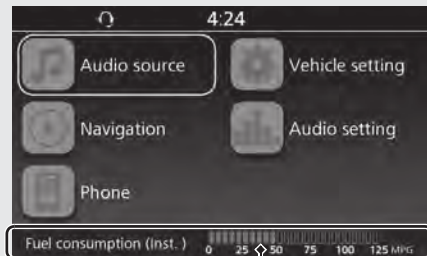 4:24
Audio source Vehicle setting
Navigation Audio setting
Phone
Fuel consumption (Inst.) 0 25 50 75 100 125 MPG